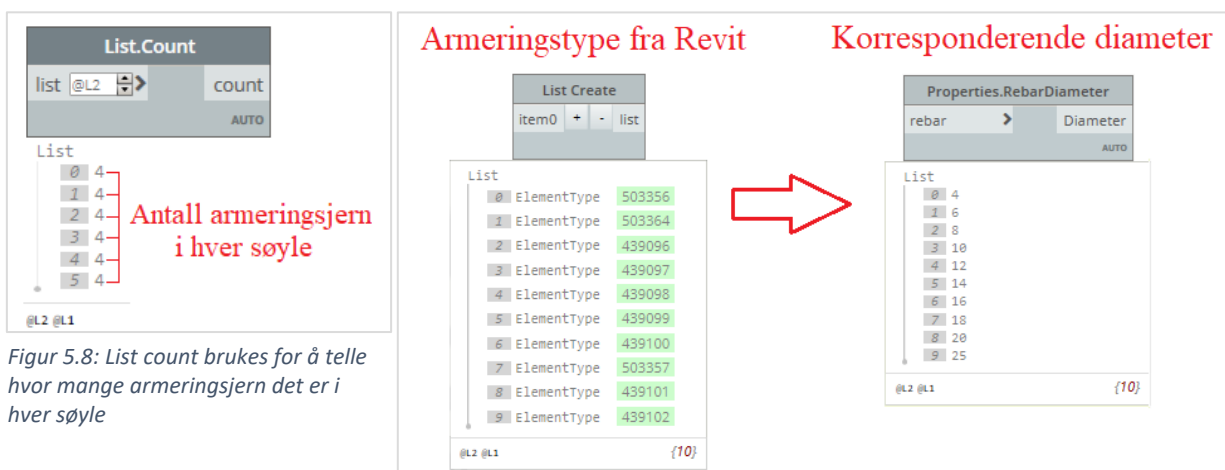 List.Count
list @L2 > count
AUTO
List
0 4
1 4
2 4
3 4
4 4
5 4
Antall armeringsjern
i hver søyle
@L2 @L1
Figur 5.8: List count brukes for å telle
hvor mange armeringsjern det er i
hver søyle
Armeringstype fra Revit
List Create
item0 + - list
List
0 ElementType 503356
1 ElementType 503364
2 ElementType 439096
3 ElementType 439097
4 ElementType 439098
5 ElementType 439099
6 ElementType 439100
7 ElementType 503357
8 ElementType 439101
9 ElementType 439102
@L2 @L1 {10}
Korresponderende diameter
Properties.RebarDiameter
rebar > Diameter
AUTO
List
0 4
1 6
2 8
3 10
4 12
5 14
6 16
7 18
8 20
9 25
@L2 @L1 {10}